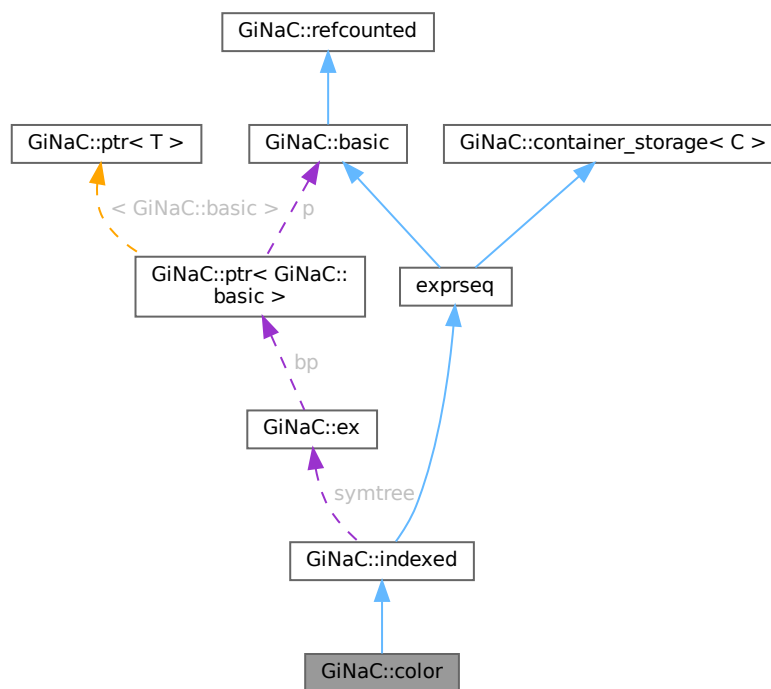 GiNaC::refcounted
GiNaC::ptr< T >
GiNaC::basic
GiNaC::container_storage< C >
< GiNaC::basic >
p
GiNaC::ptr< GiNaC::
basic >
exprseq
bp
GiNaC::ex
symtree
GiNaC::indexed
GiNaC::color